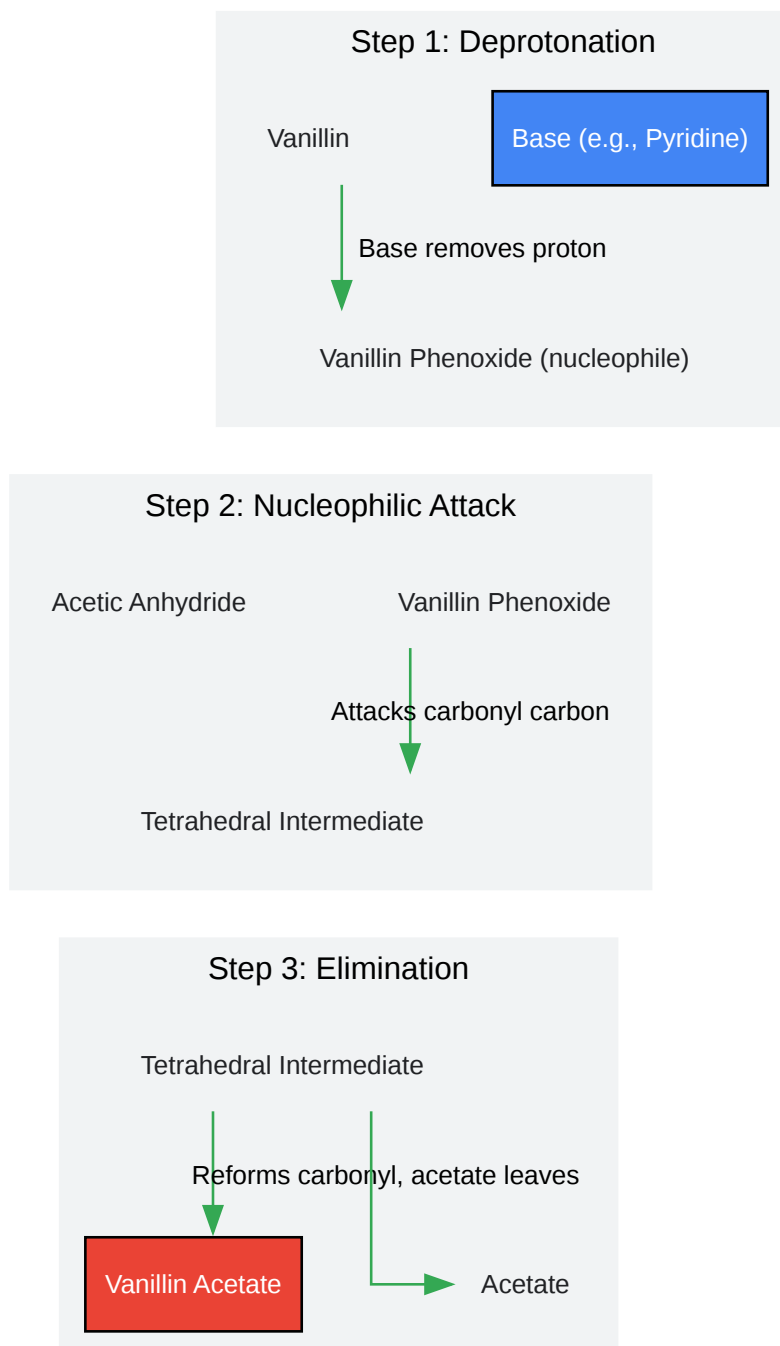 Step 1: Deprotonation
Vanillin
Base (e.g., Pyridine)
Base removes proton
Vanillin Phenoxide (nucleophile)
Step 2: Nucleophilic Attack
Acetic Anhydride
Vanillin Phenoxide
Attacks carbonyl carbon
Tetrahedral Intermediate
Step 3: Elimination
Tetrahedral Intermediate
Reforms carbonyl, acetate leaves
Vanillin Acetate
Acetate